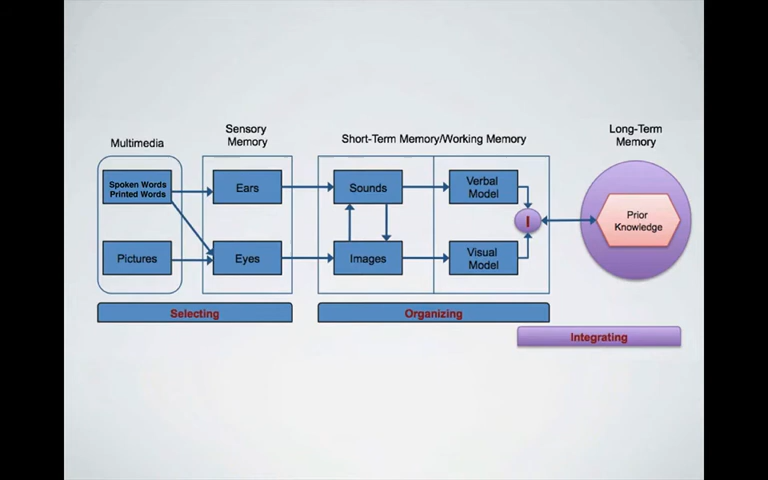 Multimedia
Sensory
Memory
Short-Term Memory/Working Memory
Long-Term
Memory
Spoken Words
Printed Words
Ears
Sounds
Verbal
Model
I
Prior
Knowledge
Pictures
Eyes
Images
Visual
Model
Selecting
Organizing
Integrating